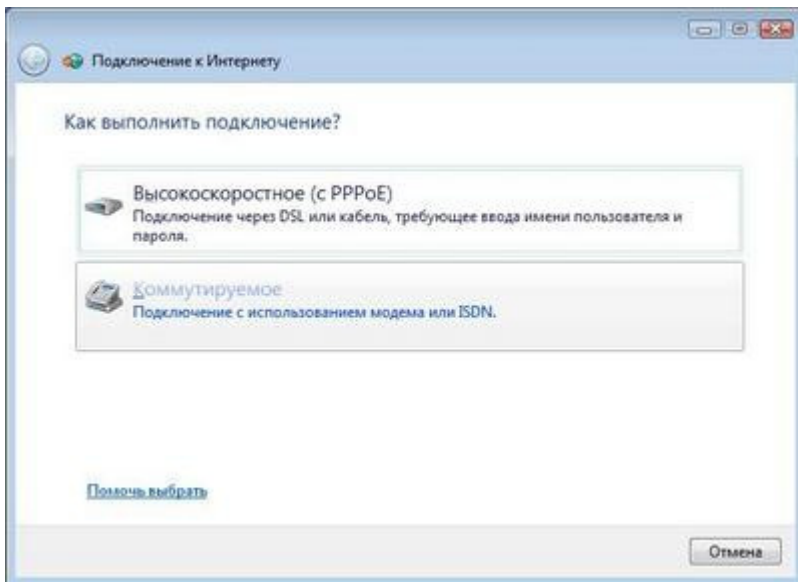 Подключение к Интернету
Как выполнить подключение?
Высокоскоростное (с PPPoE)
Подключение через DSL или кабель, требующее ввода имени пользователя и
пароля.
Коммутируемое
Подключение с использованием модема или ISDN.
Помочь выбрать
Отмена